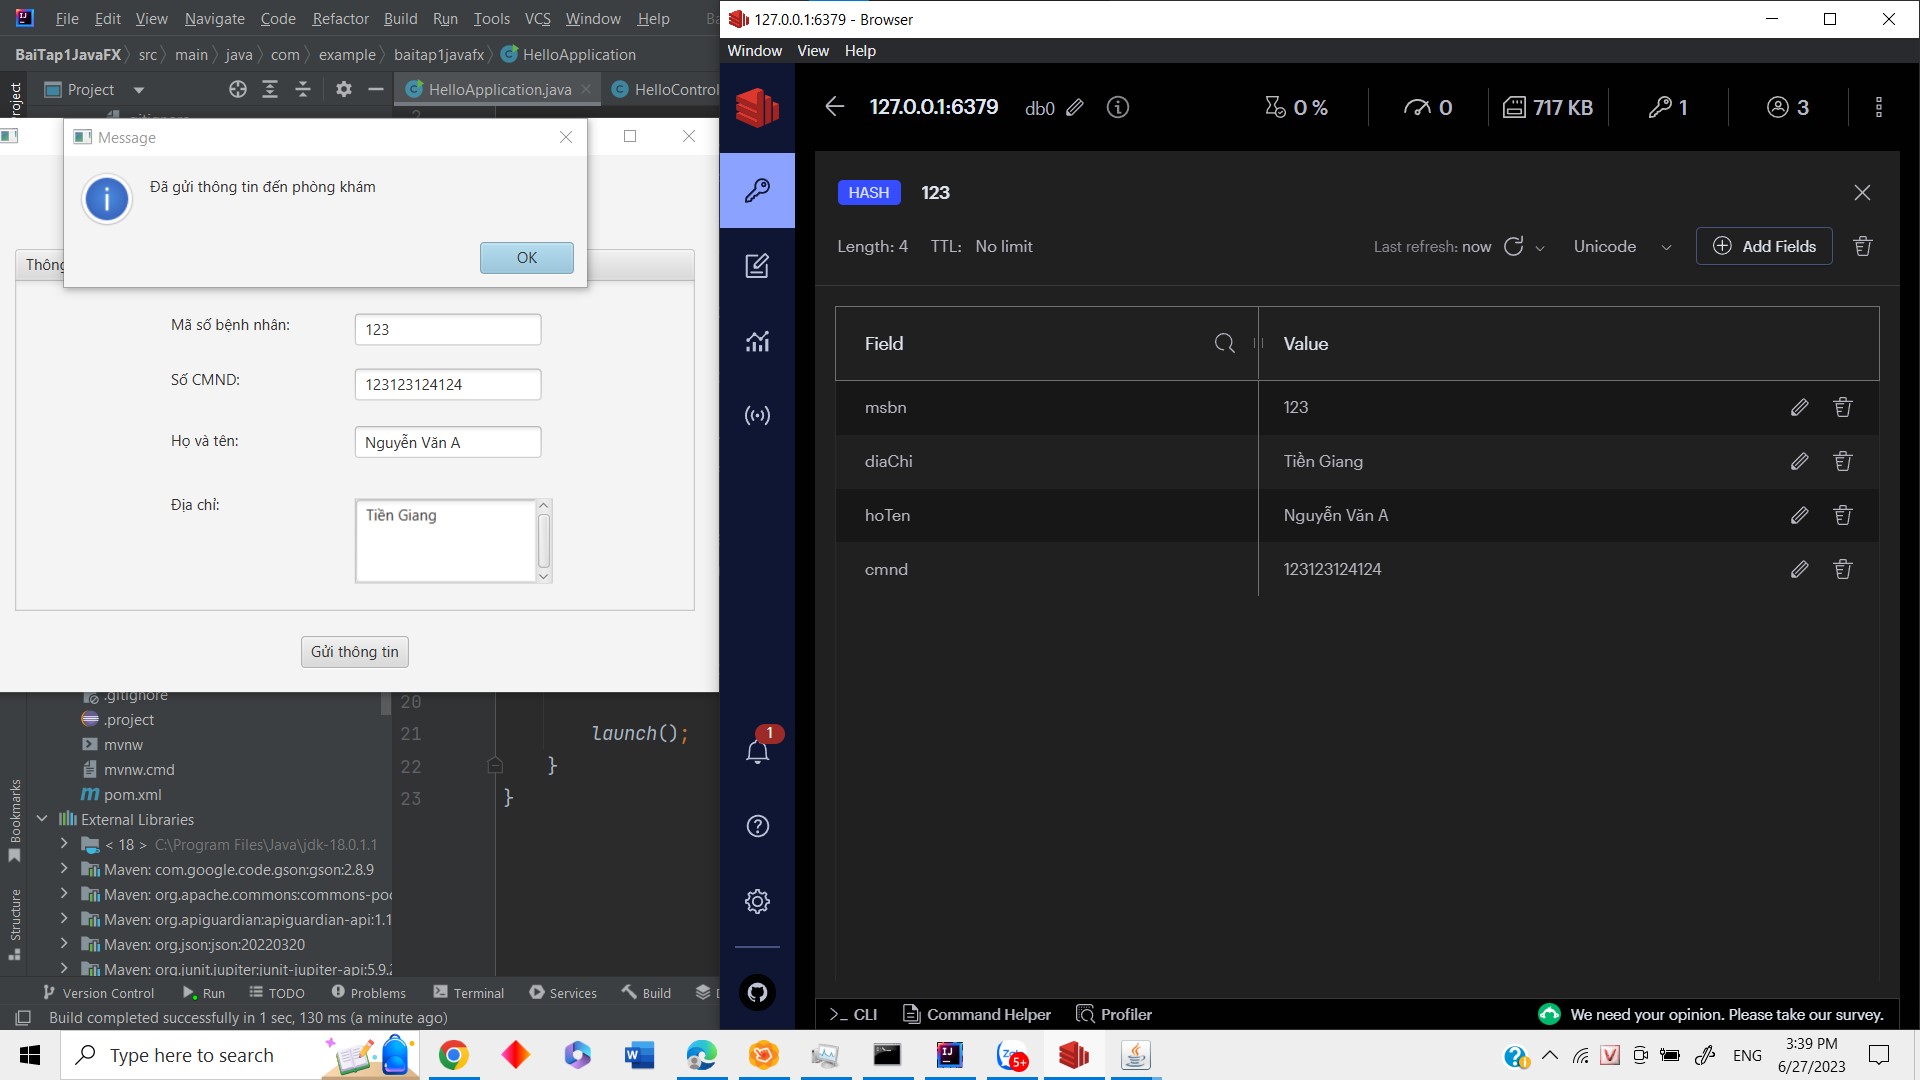 File Edit View Navigate Code Refactor Build Run Tools VCS Window Help
BaiTap1JavaFX src main java com example baitap1javafx HelloApplication
Project HelloApplication.java HelloControl
Message
Đã gửi thông tin đến phòng khám
OK
Thông
Mã số bệnh nhân: 123
Số CMND: 123123124124
Họ và tên: Nguyễn Văn A
Địa chỉ: Tiền Giang
Gửi thông tin
.gitignore
.project
mvnw
mvnw.cmd
pom.xml
External Libraries
< 18 > C:\Program Files\Java\jdk-18.0.1.1
Maven: com.google.code.gson:gson:2.8.9
Maven: org.apache.commons:commons-poo
Maven: org.apiguardian:apiguardian-api:1.1
Maven: org.json:json:20220320
Maven: org.junit.jupiter:junit-jupiter-api:5.9.2
20
21 launch();
22 }
23 }
Bookmarks
Structure
Version Control Run TODO Problems Terminal Services Build
Build completed successfully in 1 sec, 130 ms (a minute ago)
127.0.0.1:6379 - Browser
Window View Help
127.0.0.1:6379 db0 0 % 0 717 KB 1 3
HASH 123
Length: 4 TTL: No limit Last refresh: now Unicode Add Fields
Field Value
msbn 123
diaChi Tiền Giang
hoTen Nguyễn Văn A
cmnd 123123124124
1
>_ CLI Command Helper Profiler We need your opinion. Please take our survey.
Type here to search
5+
ENG
3:39 PM
6/27/2023